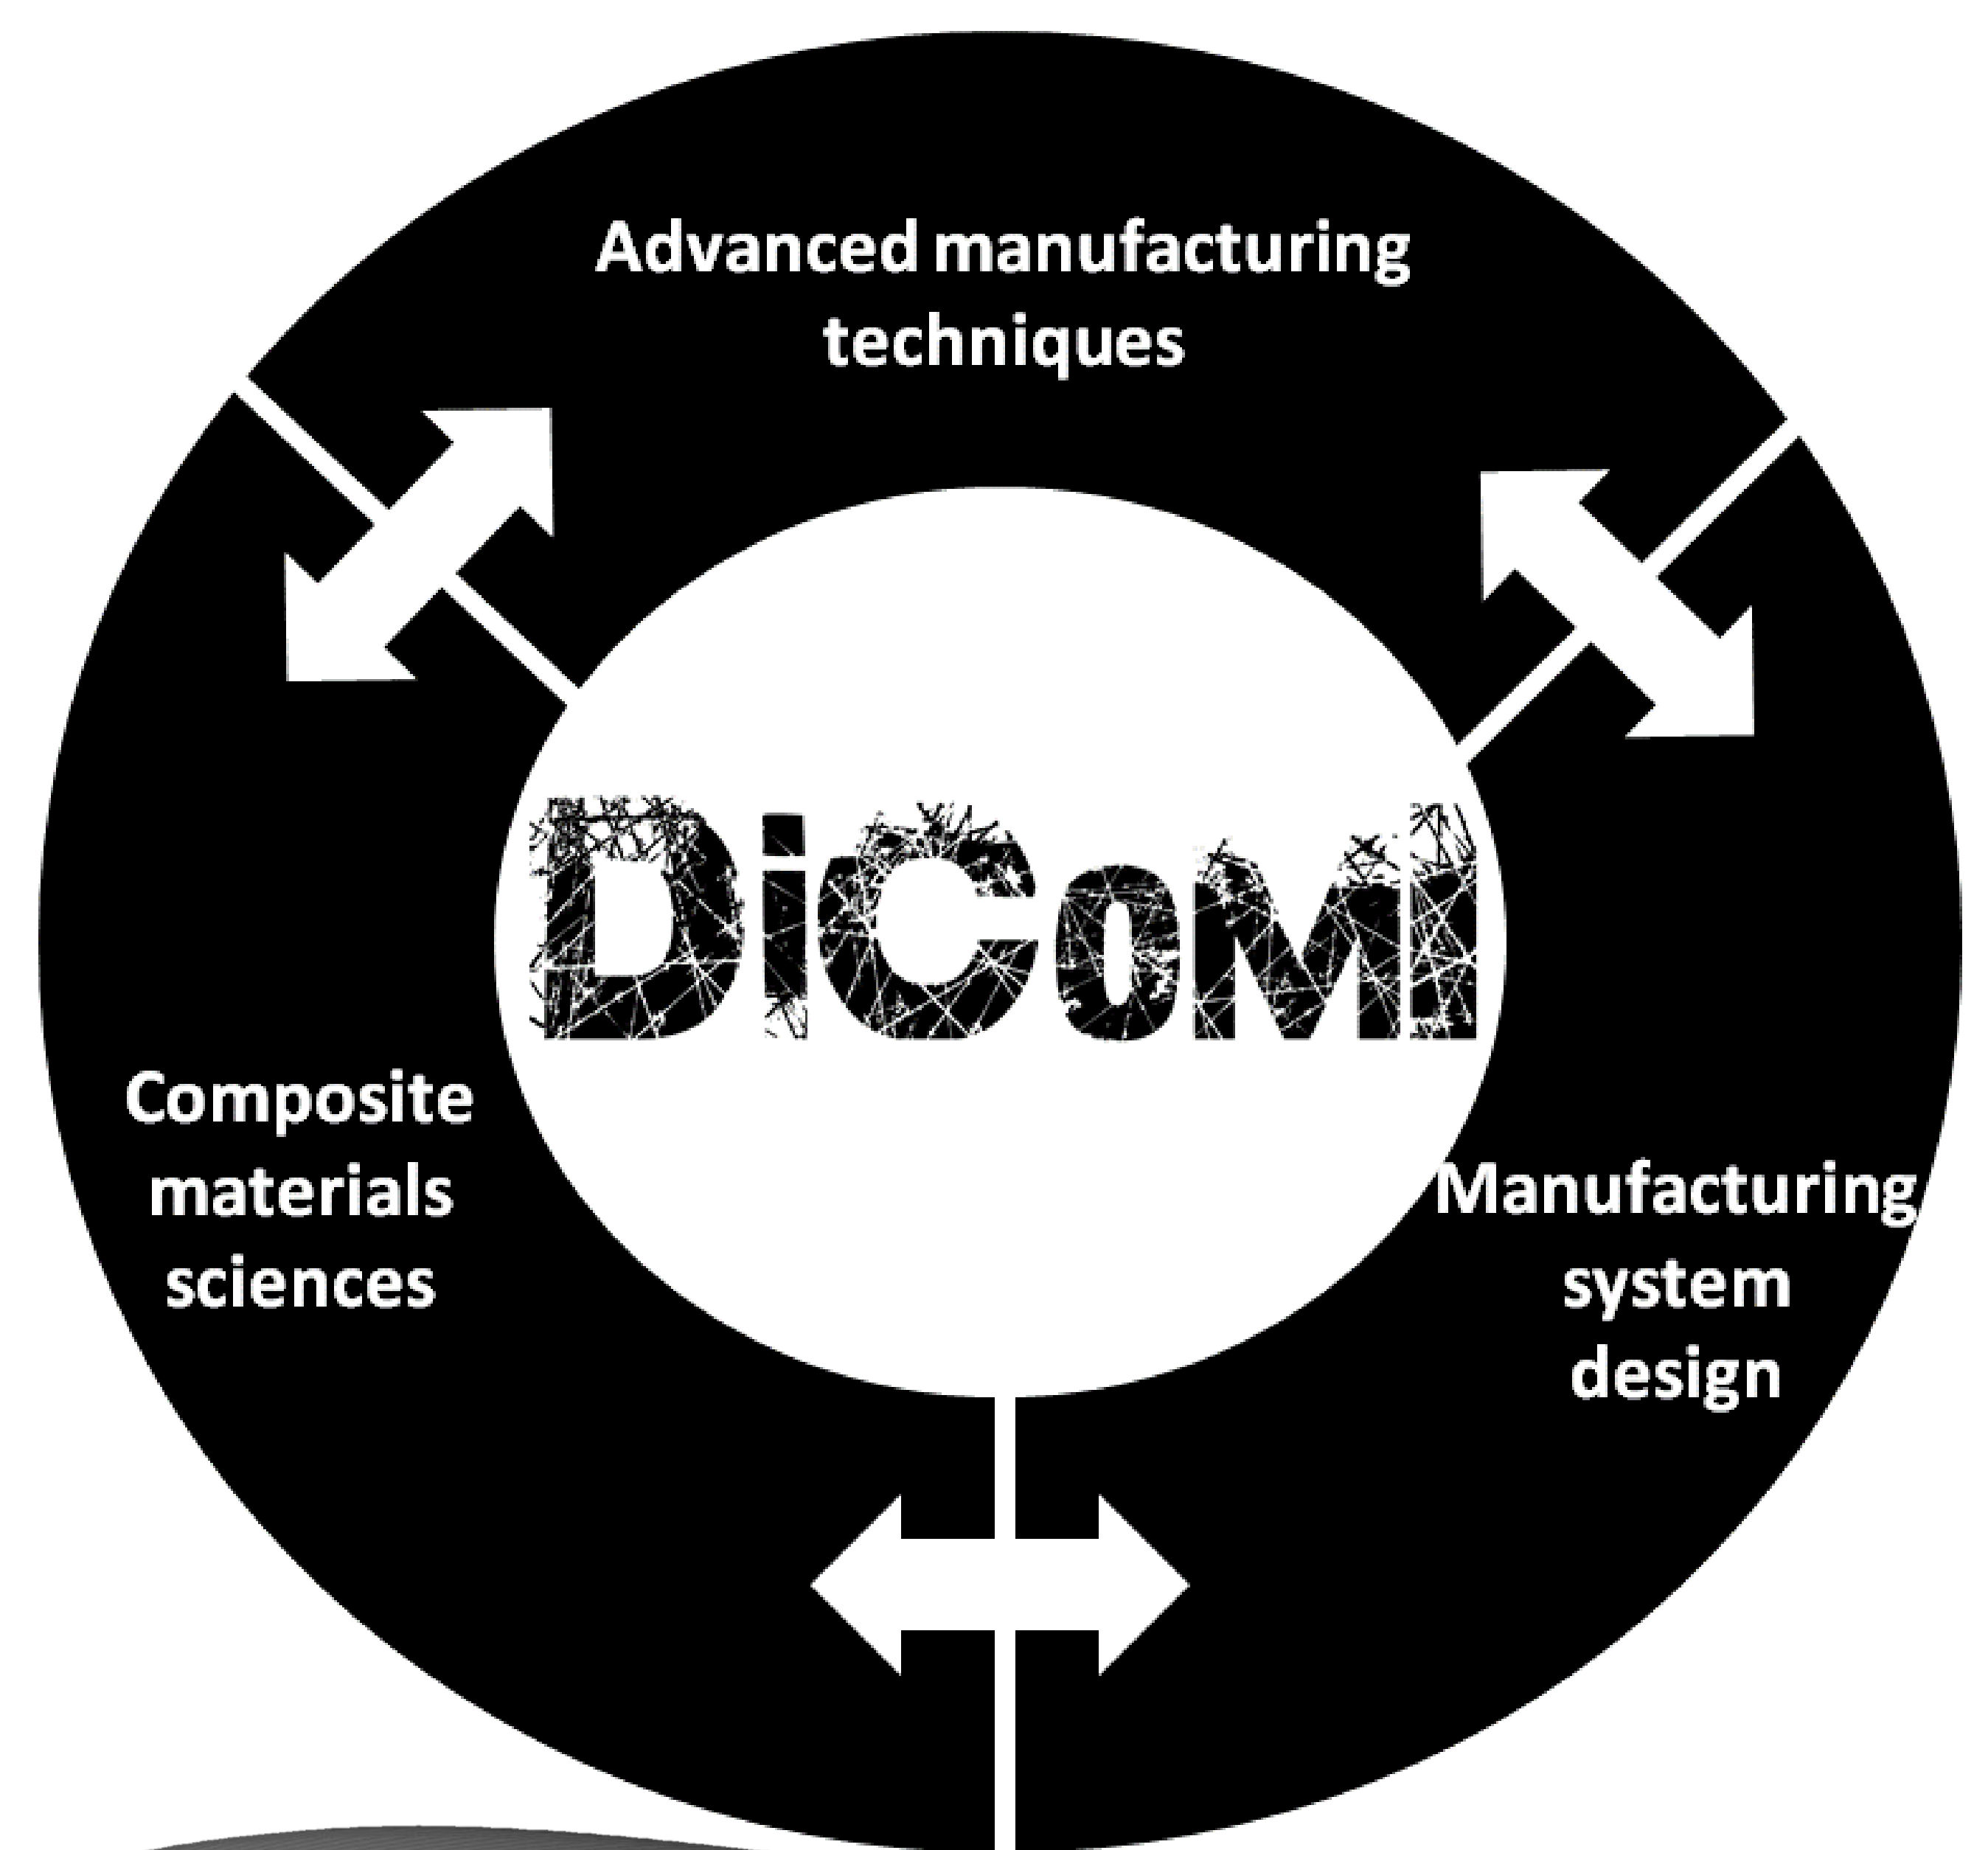 Advanced manufacturing
techniques
DiCoMI
Composite
materials
sciences
Manufacturing
system
design